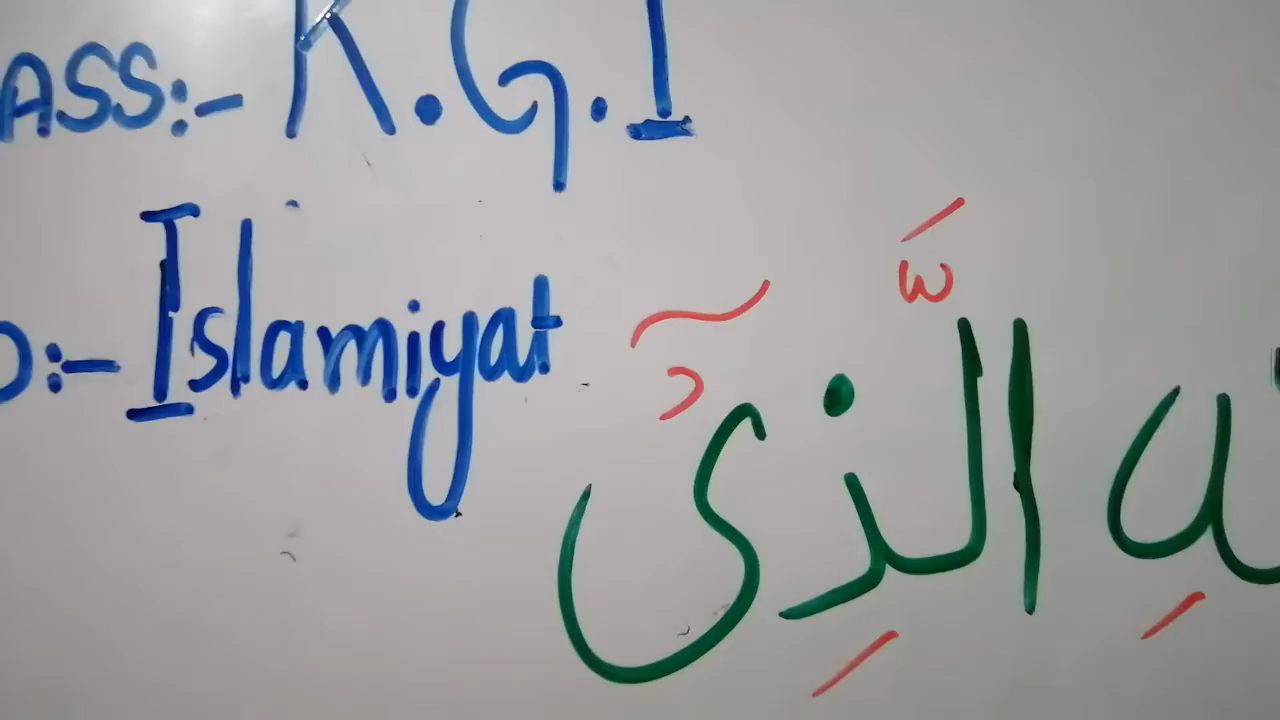 ASS:- K.G.I
:- Islamiyat
الَّذِىْٓ